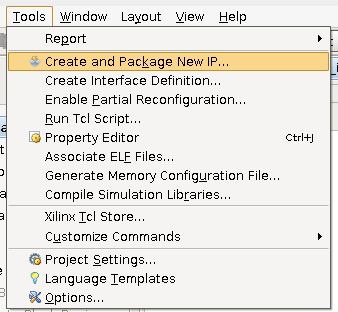 Tools Window Layout View Help
Report
Create and Package New IP...
Create Interface Definition...
Enable Partial Reconfiguration...
Run Tcl Script...
Property Editor Ctrl+J
Associate ELF Files...
Generate Memory Configuration File...
Compile Simulation Libraries...
Xilinx Tcl Store...
Customize Commands
Project Settings...
Language Templates
Options...